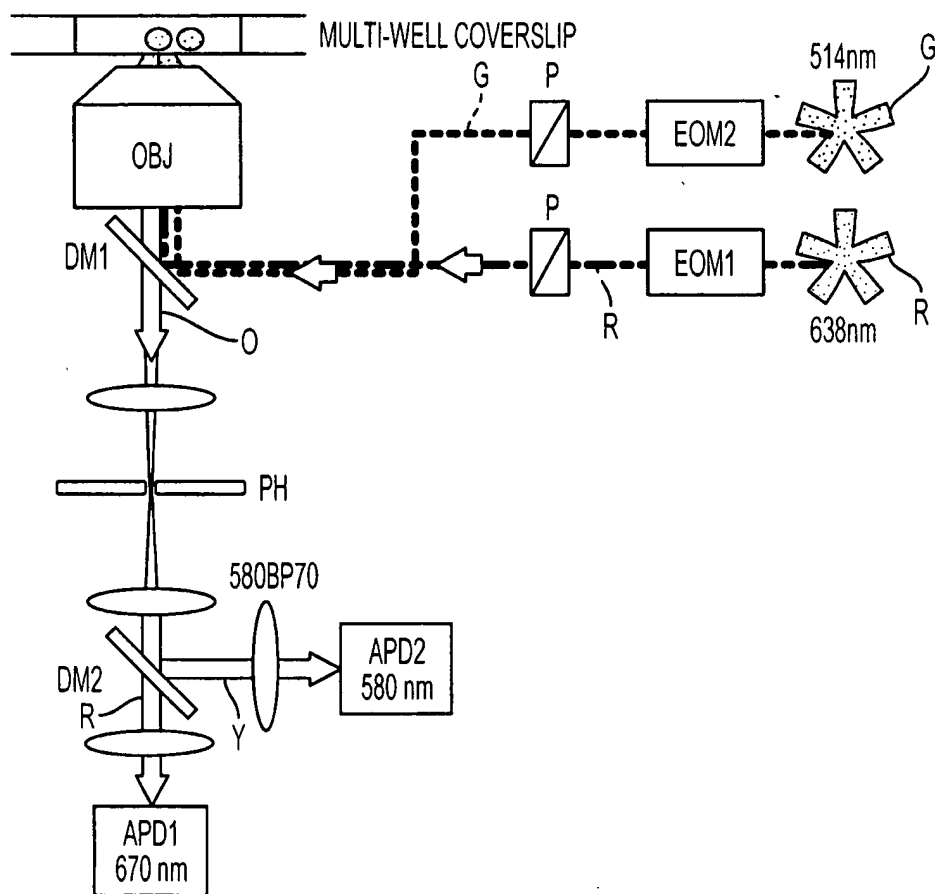 MULTI-WELL COVERSLIP
G
P
514nm
G
OBJ
EOM2
P
DM1
EOM1
R
638nm
R
O
PH
580BP70
DM2
R
Y
APD2
580 nm
APD1
670 nm